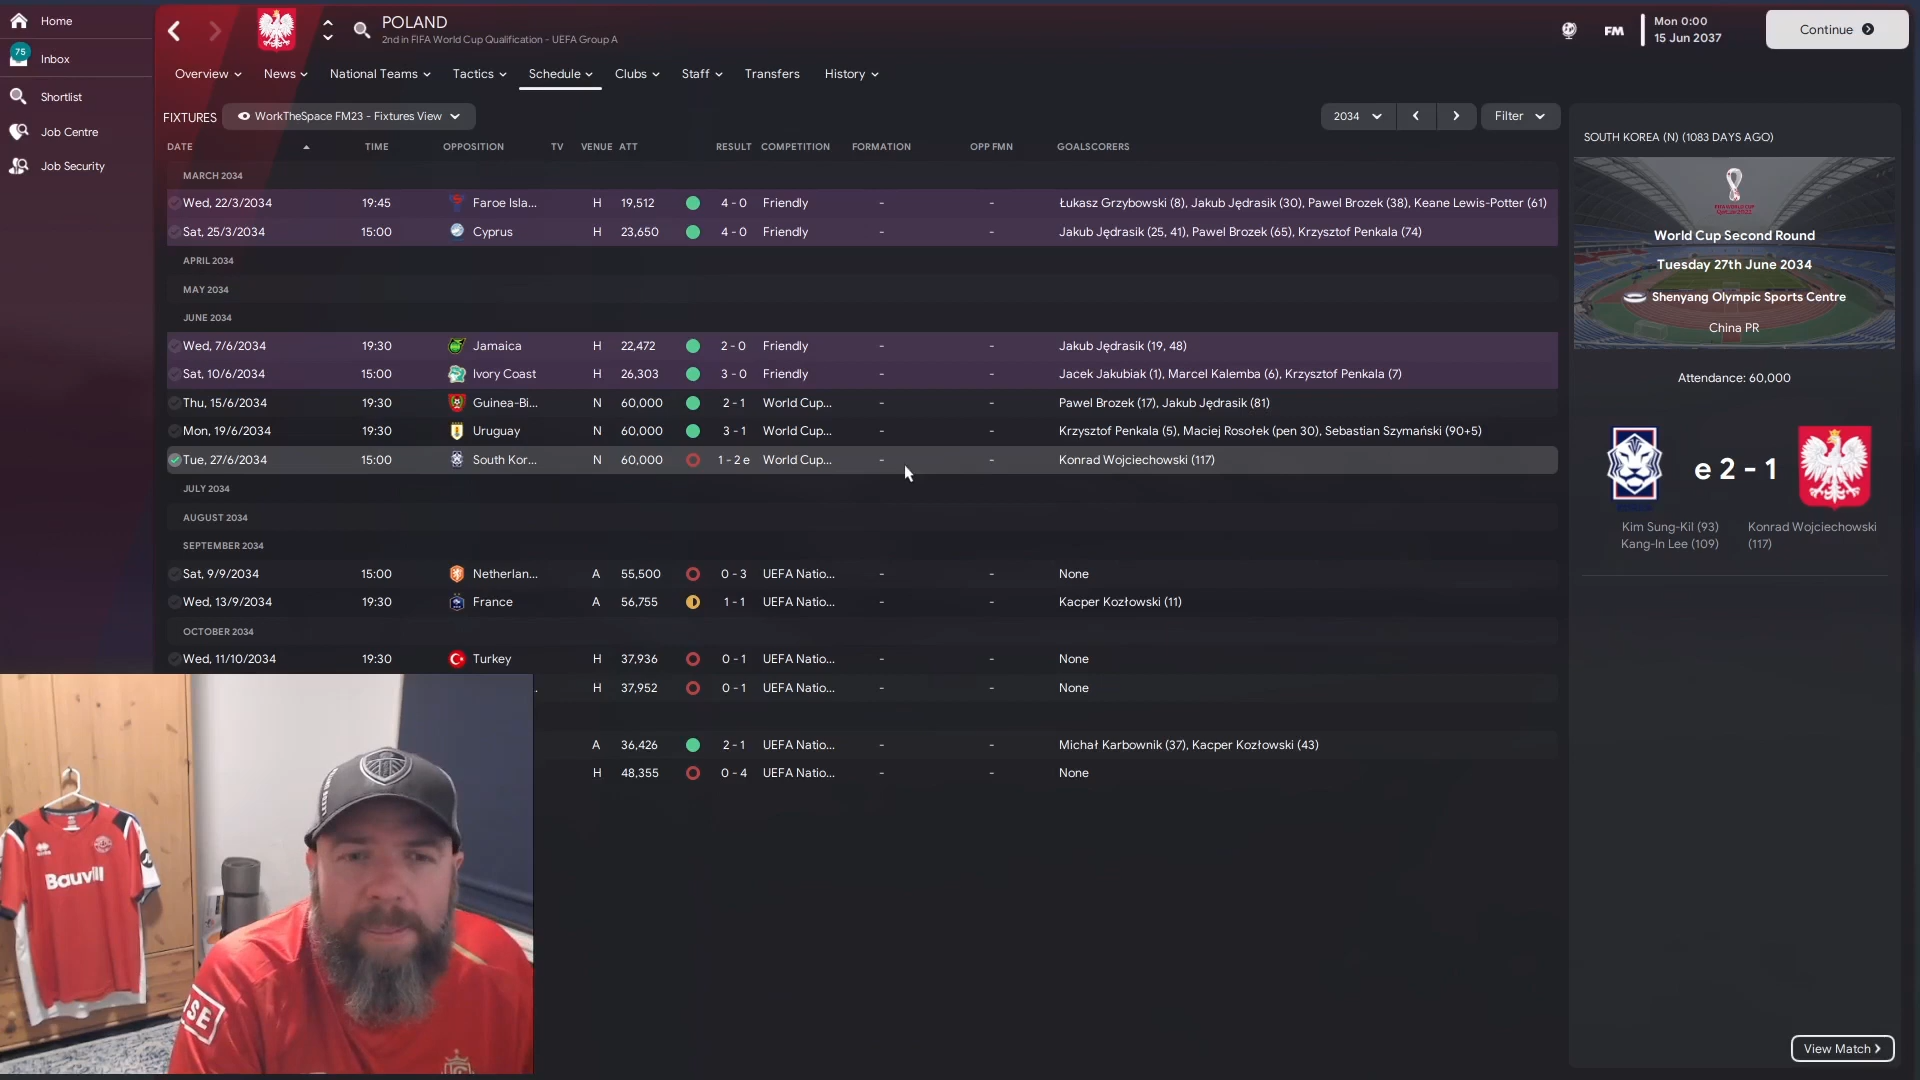 Home
75
Inbox
Shortlist
Job Centre
Job Security
POLAND
2nd in FIFA World Cup Qualification - UEFA Group A
FM
Mon 0:00
15 Jun 2037
Continue
Overview
News
National Teams
Tactics
Schedule
Clubs
Staff
Transfers
History
FIXTURES
WorkTheSpace FM23 - Fixtures View
2034
Filter
DATE TIME OPPOSITION TV VENUE ATT RESULT COMPETITION FORMATION OPP FMN GOALSCORERS
MARCH 2034
Wed, 22/3/2034 19:45 Faroe Isla... H 19,512 4 - 0 Friendly - - Łukasz Grzybowski (8), Jakub Jędrasik (30), Pawel Brozek (38), Keane Lewis-Potter (61)
Sat, 25/3/2034 15:00 Cyprus H 23,650 4 - 0 Friendly - - Jakub Jędrasik (25, 41), Pawel Brozek (65), Krzysztof Penkala (74)
APRIL 2034
MAY 2034
JUNE 2034
Wed, 7/6/2034 19:30 Jamaica H 22,472 2 - 0 Friendly - - Jakub Jędrasik (19, 48)
Sat, 10/6/2034 15:00 Ivory Coast H 26,303 3 - 0 Friendly - - Jacek Jakubiak (1), Marcel Kalemba (6), Krzysztof Penkala (7)
Thu, 15/6/2034 19:30 Guinea-Bi... N 60,000 2 - 1 World Cup... - - Pawel Brozek (17), Jakub Jędrasik (81)
Mon, 19/6/2034 19:30 Uruguay N 60,000 3 - 1 World Cup... - - Krzysztof Penkala (5), Maciej Rosołek (pen 30), Sebastian Szymański (90+5)
Tue, 27/6/2034 15:00 South Kor... N 60,000 1 - 2 e World Cup... - - Konrad Wojciechowski (117)
JULY 2034
AUGUST 2034
SEPTEMBER 2034
Sat, 9/9/2034 15:00 Netherlan... A 55,500 0 - 3 UEFA Natio... - - None
Wed, 13/9/2034 19:30 France A 56,755 1 - 1 UEFA Natio... - - Kacper Kozłowski (11)
OCTOBER 2034
Wed, 11/10/2034 19:30 Turkey H 37,936 0 - 1 UEFA Natio... - - None
. H 37,952 0 - 1 UEFA Natio... - - None
A 36,426 2 - 1 UEFA Natio... - - Michał Karbownik (37), Kacper Kozłowski (43)
H 48,355 0 - 4 UEFA Natio... - - None
SOUTH KOREA (N) (1083 DAYS AGO)
World Cup Second Round
Tuesday 27th June 2034
Shenyang Olympic Sports Centre
China PR
Attendance: 60,000
e 2 - 1
Kim Sung-Kil (93)
Kang-In Lee (109)
Konrad Wojciechowski
(117)
View Match
Bauvill
SE